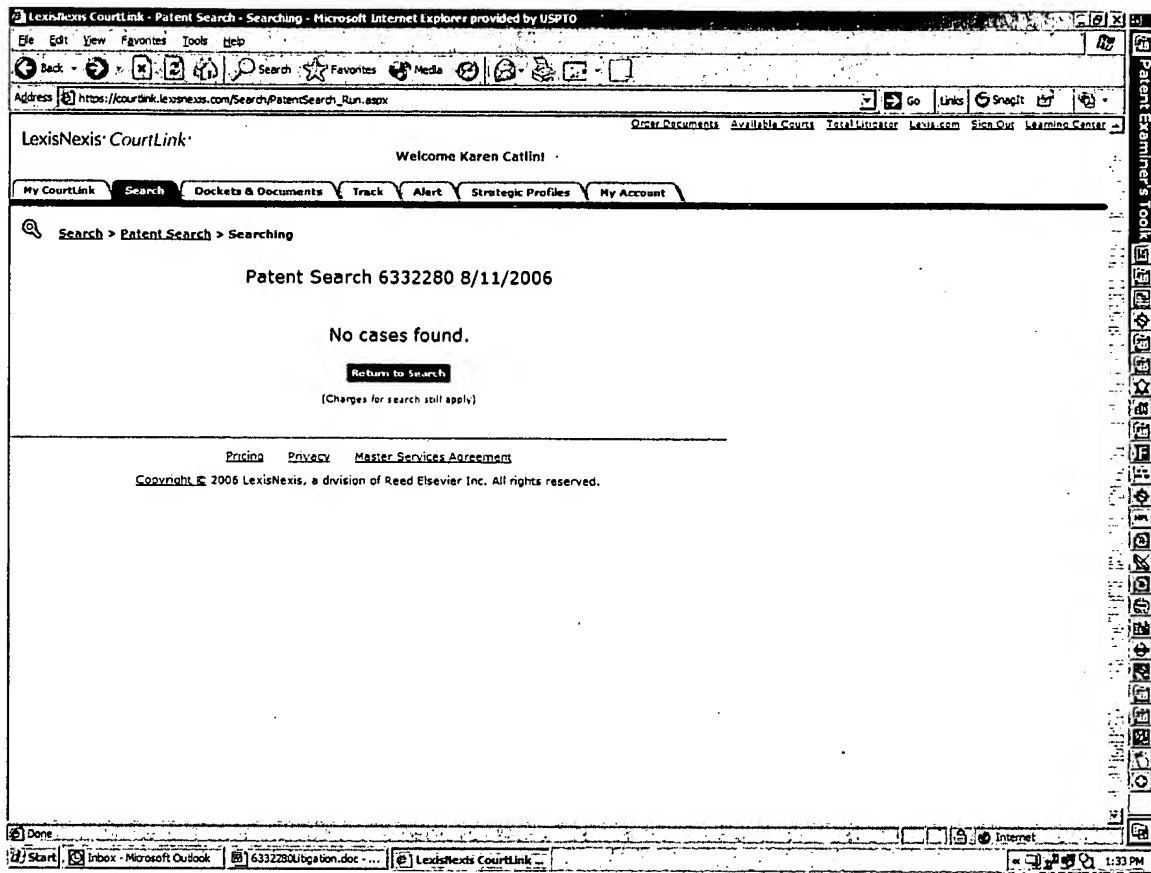 LexisNexis CourtLink - Patent Search - Searching - Microsoft Internet Explorer provided by USPTO
File Edit View Favorites Tools Help
Back Search Favorites Media
Address https://courtlink.lexisnexis.com/Search/PatentSearch_Run.aspx Go Links SnagIt
Patent Examiner's Toolk
Order Documents Available Courts Total Litigator Lexis.com Sign Out Learning Center
LexisNexis CourtLink
Welcome Karen Catlin!
My CourtLink Search Dockets & Documents Track Alert Strategic Profiles My Account
Search > Patent Search > Searching
Patent Search 6332280 8/11/2006
No cases found.
Return to Search
(Charges for search still apply)
Pricing Privacy Master Services Agreement
Copyright © 2006 LexisNexis, a division of Reed Elsevier Inc. All rights reserved.
Done Internet
Start Inbox - Microsoft Outlook 6332280Litigation.doc - ... LexisNexis CourtLink ... 1:33 PM